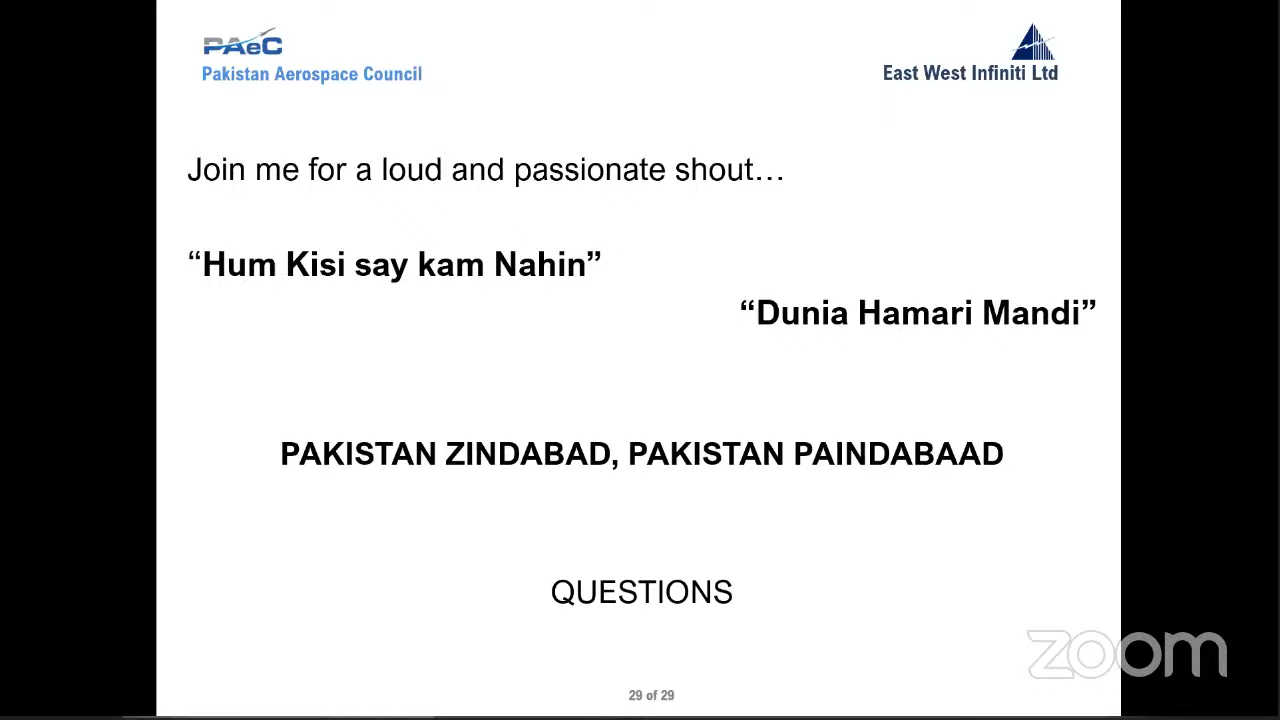 PAeC
Pakistan Aerospace Council
East West Infiniti Ltd
Join me for a loud and passionate shout…
“Hum Kisi say kam Nahin”
“Dunia Hamari Mandi”
PAKISTAN ZINDABAD, PAKISTAN PAINDABAAD
QUESTIONS
zoom
29 of 29